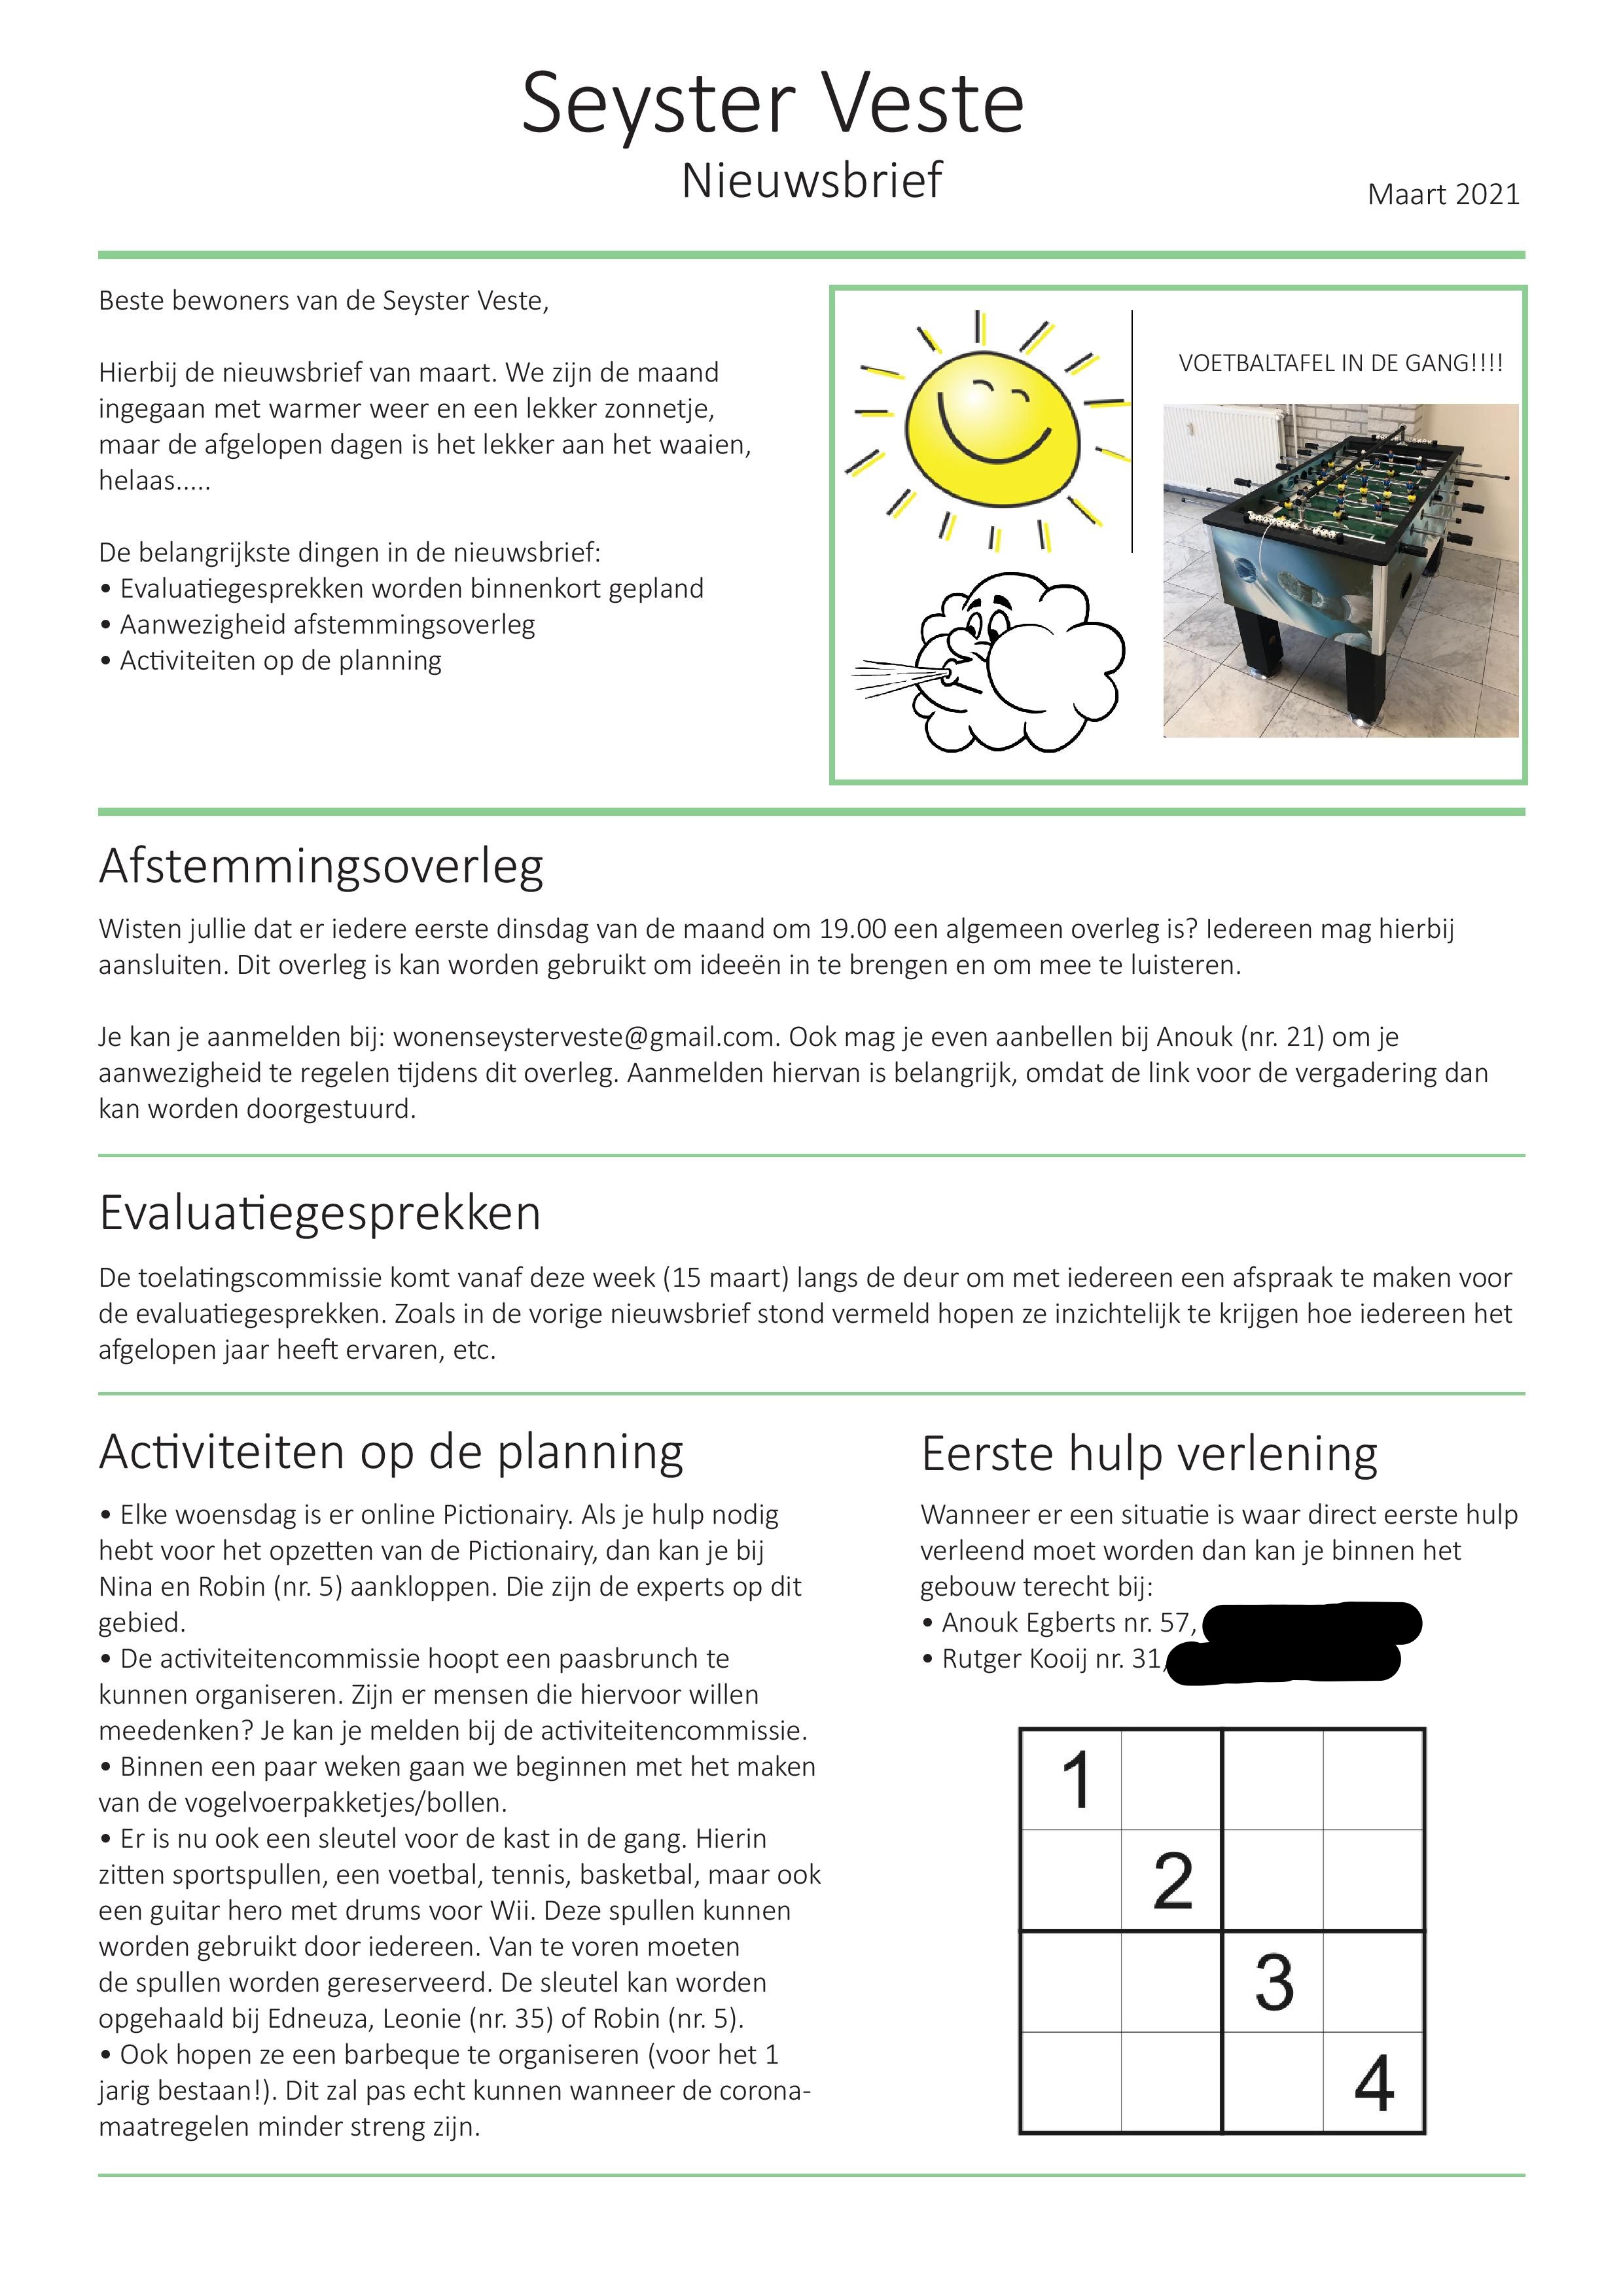 Seyster Veste
Nieuwsbrief
Maart 2021
Beste bewoners van de Seyster Veste,
Hierbij de nieuwsbrief van maart. We zijn de maand
ingegaan met warmer weer en een lekker zonnetje,
maar de afgelopen dagen is het lekker aan het waaien,
helaas.....
De belangrijkste dingen in de nieuwsbrief:
• Evaluatiegesprekken worden binnenkort gepland
• Aanwezigheid afstemmingsoverleg
• Activiteiten op de planning
VOETBALTAFEL IN DE GANG!!!!
Afstemmingsoverleg
Wisten jullie dat er iedere eerste dinsdag van de maand om 19.00 een algemeen overleg is? Iedereen mag hierbij
aansluiten. Dit overleg is kan worden gebruikt om ideeën in te brengen en om mee te luisteren.
Je kan je aanmelden bij: wonenseysterveste@gmail.com. Ook mag je even aanbellen bij Anouk (nr. 21) om je
aanwezigheid te regelen tijdens dit overleg. Aanmelden hiervan is belangrijk, omdat de link voor de vergadering dan
kan worden doorgestuurd.
Evaluatiegesprekken
De toelatingscommissie komt vanaf deze week (15 maart) langs de deur om met iedereen een afspraak te maken voor
de evaluatiegesprekken. Zoals in de vorige nieuwsbrief stond vermeld hopen ze inzichtelijk te krijgen hoe iedereen het
afgelopen jaar heeft ervaren, etc.
Activiteiten op de planning
• Elke woensdag is er online Pictionairy. Als je hulp nodig
hebt voor het opzetten van de Pictionairy, dan kan je bij
Nina en Robin (nr. 5) aankloppen. Die zijn de experts op dit
gebied.
• De activiteitencommissie hoopt een paasbrunch te
kunnen organiseren. Zijn er mensen die hiervoor willen
meedenken? Je kan je melden bij de activiteitencommissie.
• Binnen een paar weken gaan we beginnen met het maken
van de vogelvoerpakketjes/bollen.
• Er is nu ook een sleutel voor de kast in de gang. Hierin
zitten sportspullen, een voetbal, tennis, basketbal, maar ook
een guitar hero met drums voor Wii. Deze spullen kunnen
worden gebruikt door iedereen. Van te voren moeten
de spullen worden gereserveerd. De sleutel kan worden
opgehaald bij Edneuza, Leonie (nr. 35) of Robin (nr. 5).
• Ook hopen ze een barbeque te organiseren (voor het 1
jarig bestaan!). Dit zal pas echt kunnen wanneer de corona-
maatregelen minder streng zijn.
Eerste hulp verlening
Wanneer er een situatie is waar direct eerste hulp
verleend moet worden dan kan je binnen het
gebouw terecht bij:
• Anouk Egberts nr. 57,
• Rutger Kooij nr. 31,
1
2
3
4